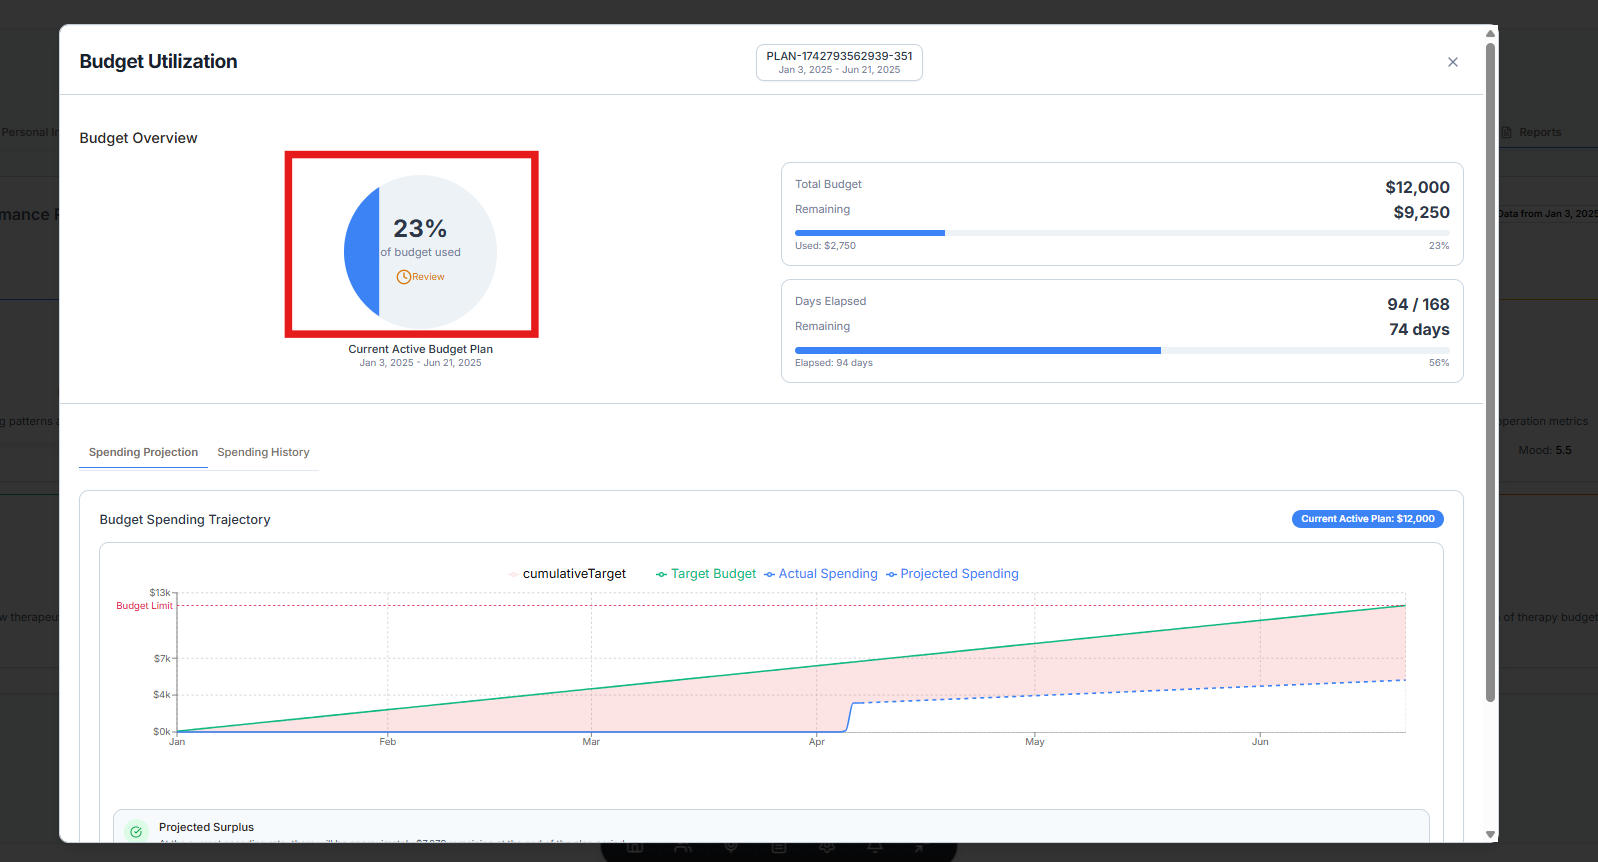 Budget Utilization
PLAN-1742793562939-351
Jan 3, 2025 - Jun 21, 2025
Personal
Reports
Budget Overview
23%
of budget used
Review
Current Active Budget Plan
Jan 3, 2025 - Jun 21, 2025
Total Budget
$12,000
Remaining
$9,250
Used: $2,750
23%
Days Elapsed
94 / 168
Remaining
74 days
Elapsed: 94 days
56%
Data from Jan 3, 2025
patterns
operation metrics
Mood: 5.5
Spending Projection
Spending History
Budget Spending Trajectory
Current Active Plan: $12,000
cumulativeTarget
Target Budget
Actual Spending
Projected Spending
$13k
Budget Limit
$7k
$4k
$0k
Jan
Feb
Mar
Apr
May
Jun
of therapy budget
Projected Surplus